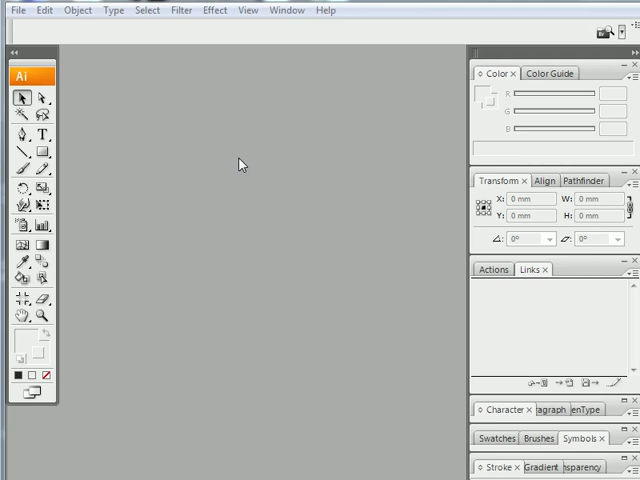 File Edit Object Type Select Filter Effect View Window Help
Ai
Color × Color Guide
R
G
B
Transform × Align Pathfinder
X: 0 mm W: 0 mm
Y: 0 mm H: 0 mm
0° 0°
Actions Links ×
Character × aragraph enType
Swatches Brushes Symbols ×
Stroke × Gradient nsparency